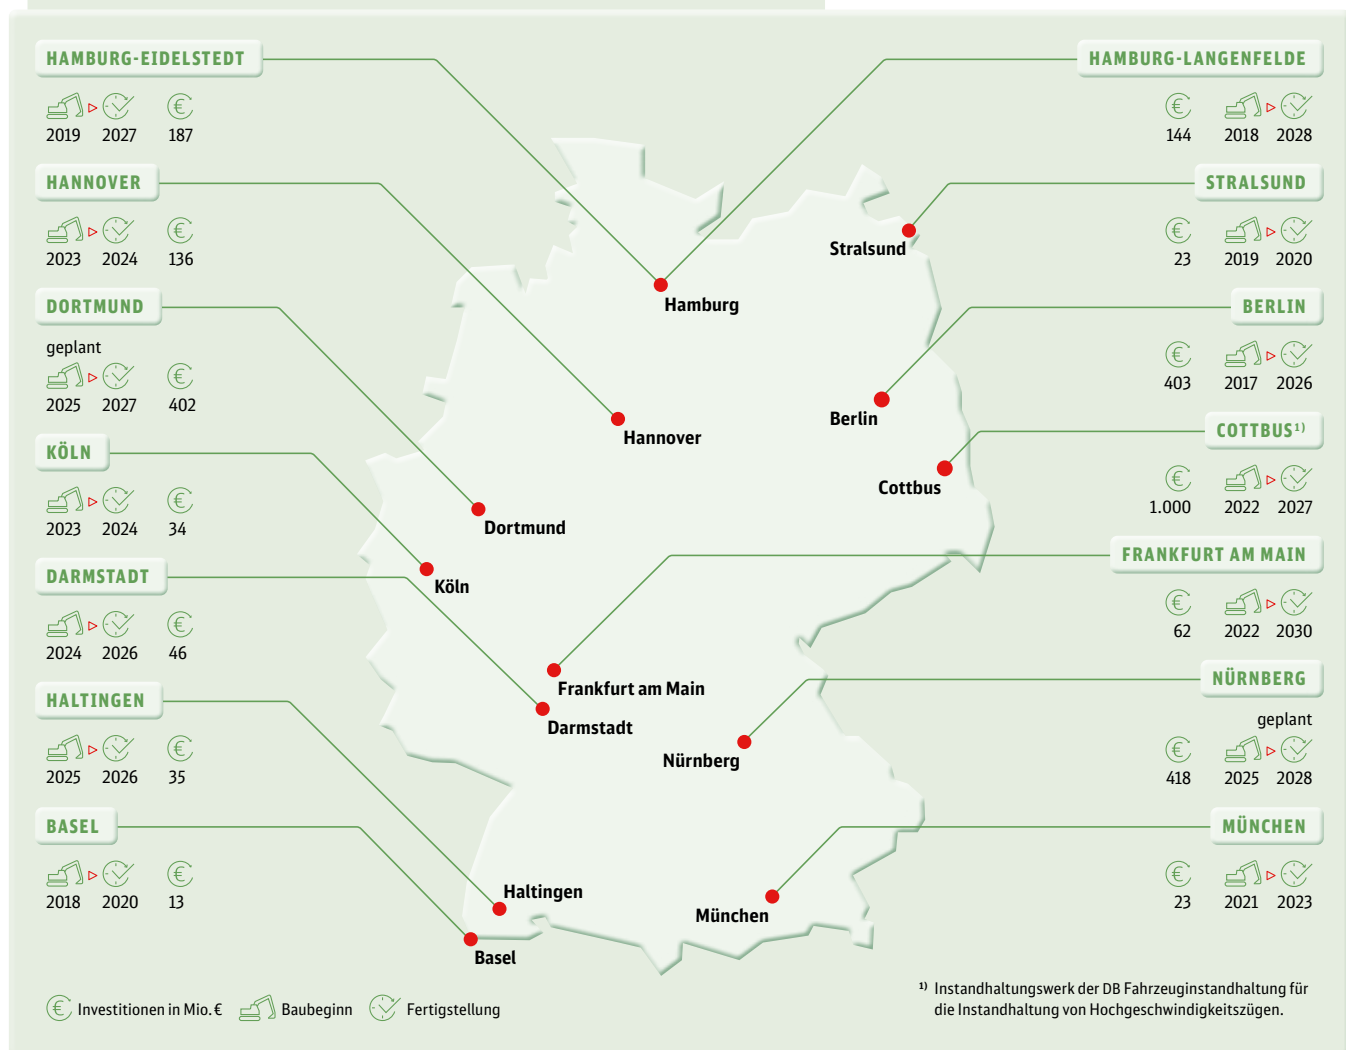 HAMBURG-EIDELSTEDT
2019 2027 187
HANNOVER
2023 2024 136
DORTMUND
geplant
2025 2027 402
KÖLN
2023 2024 34
DARMSTADT
2024 2026 46
HALTINGEN
2025 2026 35
BASEL
2018 2020 13
Stralsund
Hamburg
Berlin
Hannover
Cottbus
Dortmund
Köln
Frankfurt am Main
Darmstadt
Nürnberg
Haltingen
München
Basel
HAMBURG-LANGENFELDE
144 2018 2028
STRALSUND
23 2019 2020
BERLIN
403 2017 2026
COTTBUS¹⁾
1.000 2022 2027
FRANKFURT AM MAIN
62 2022 2030
NÜRNBERG
geplant
418 2025 2028
MÜNCHEN
23 2021 2023
€ Investitionen in Mio. € Baubeginn Fertigstellung
¹⁾ Instandhaltungswerk der DB Fahrzeuginstandhaltung für
die Instandhaltung von Hochgeschwindigkeitszügen.